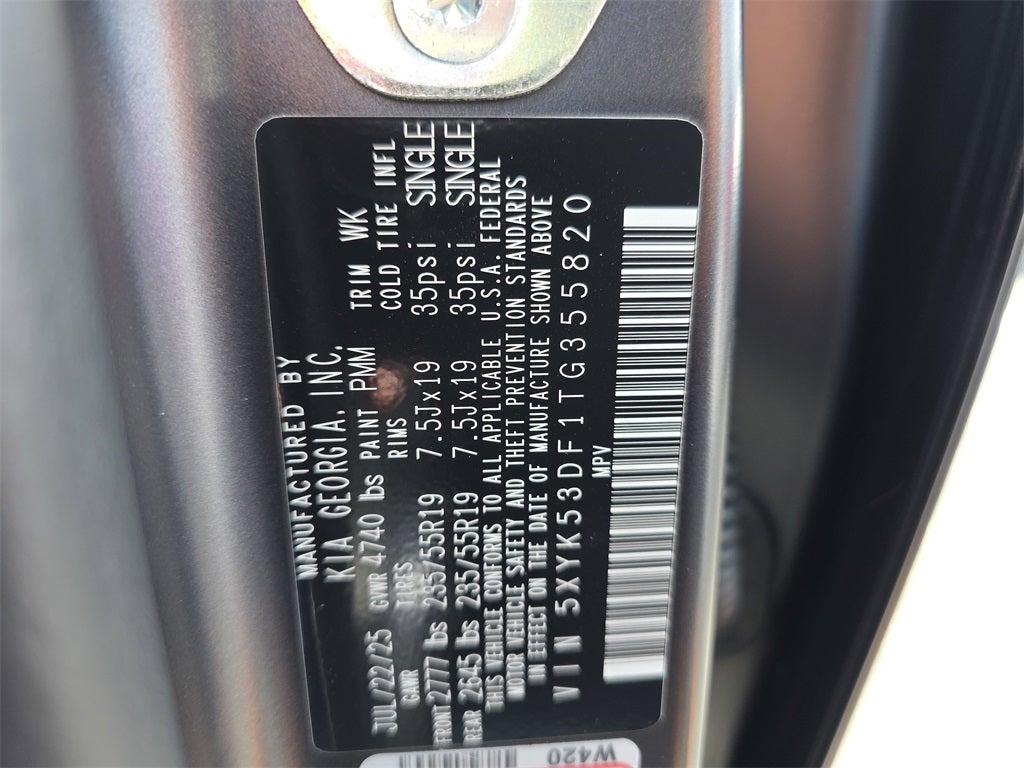 MANUFACTURED BY
KIA GEORGIA, INC.
JUL/22/25 GVWR 4740 lbs PAINT PMM TRIM WK
GAWR TIRES RIMS COLD TIRE INFL
FRONT 2777 lbs 235/55R19 7.5Jx19 35psi SINGLE
REAR 2645 lbs 235/55R19 7.5Jx19 35psi SINGLE
THIS VEHICLE CONFORMS TO ALL APPLICABLE U.S.A. FEDERAL
MOTOR VEHICLE SAFETY AND THEFT PREVENTION STANDARDS
IN EFFECT ON THE DATE OF MANUFACTURE SHOWN ABOVE
VIN 5XYK53DF1TG355820
MPV
W420